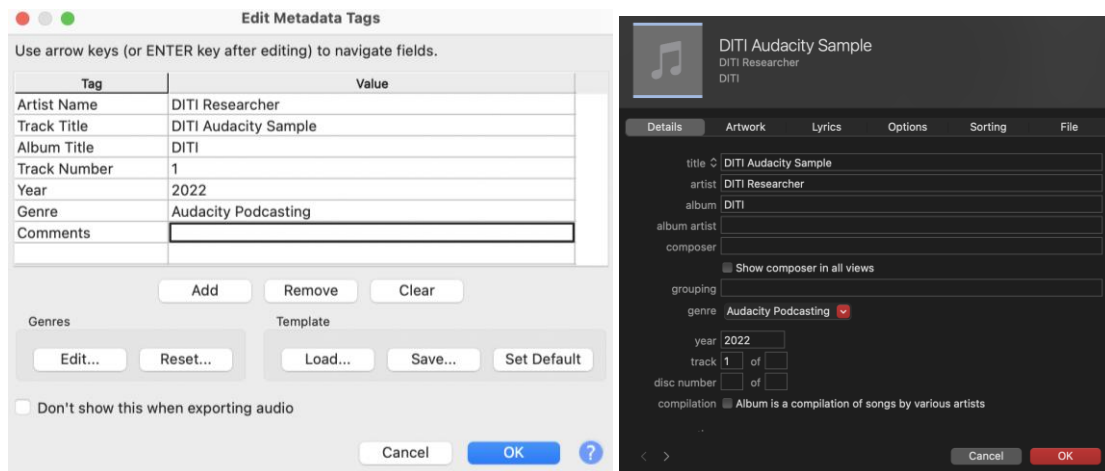 Edit Metadata Tags
Use arrow keys (or ENTER key after editing) to navigate fields.
Tag Value
Artist Name DITI Researcher
Track Title DITI Audacity Sample
Album Title DITI
Track Number 1
Year 2022
Genre Audacity Podcasting
Comments
Add Remove Clear
Genres Template
Edit... Reset... Load... Save... Set Default
Don't show this when exporting audio
Cancel OK ?
DITI Audacity Sample
DITI Researcher
DITI
Details Artwork Lyrics Options Sorting File
title DITI Audacity Sample
artist DITI Researcher
album DITI
album artist
composer
Show composer in all views
grouping
genre Audacity Podcasting
year 2022
track 1 of
disc number of
compilation Album is a compilation of songs by various artists
Cancel OK